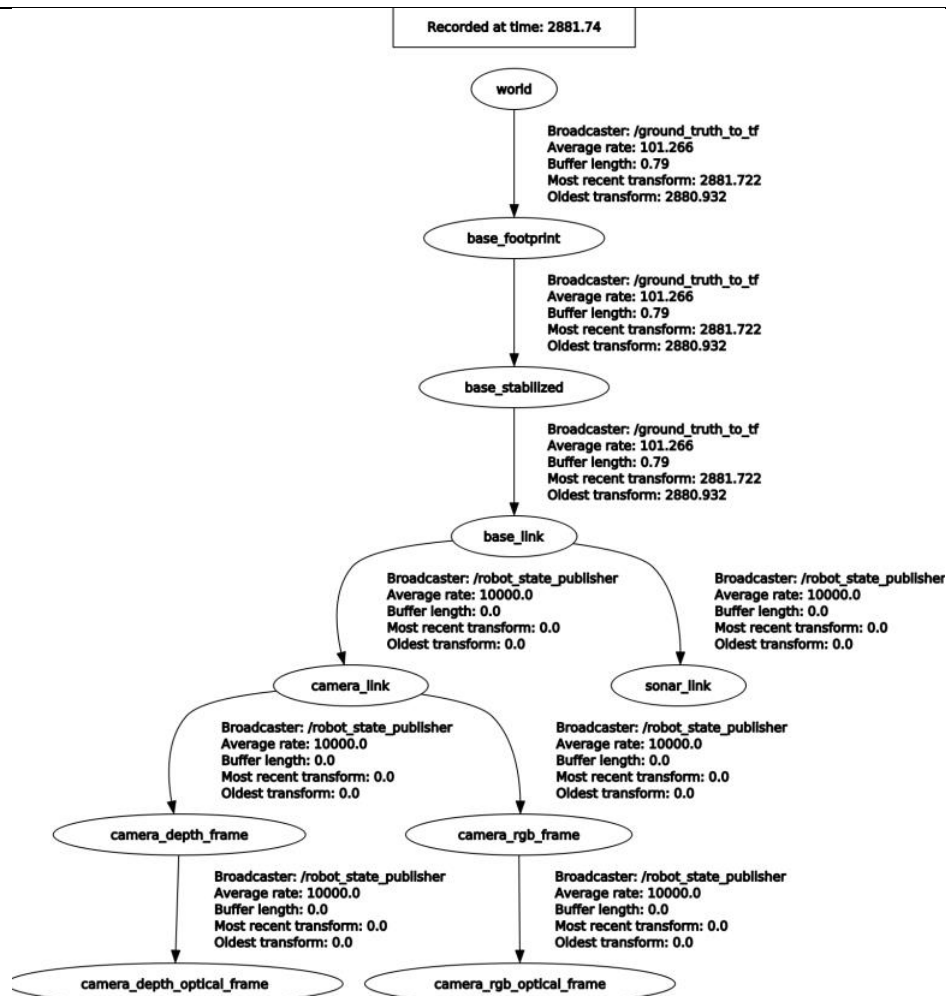 Recorded at time: 2881.74
world
Broadcaster: /ground_truth_to_tf
Average rate: 101.266
Buffer length: 0.79
Most recent transform: 2881.722
Oldest transform: 2880.932
base_footprint
Broadcaster: /ground_truth_to_tf
Average rate: 101.266
Buffer length: 0.79
Most recent transform: 2881.722
Oldest transform: 2880.932
base_stabilized
Broadcaster: /ground_truth_to_tf
Average rate: 101.266
Buffer length: 0.79
Most recent transform: 2881.722
Oldest transform: 2880.932
base_link
Broadcaster: /robot_state_publisher
Average rate: 10000.0
Buffer length: 0.0
Most recent transform: 0.0
Oldest transform: 0.0
Broadcaster: /robot_state_publisher
Average rate: 10000.0
Buffer length: 0.0
Most recent transform: 0.0
Oldest transform: 0.0
camera_link
sonar_link
Broadcaster: /robot_state_publisher
Average rate: 10000.0
Buffer length: 0.0
Most recent transform: 0.0
Oldest transform: 0.0
Broadcaster: /robot_state_publisher
Average rate: 10000.0
Buffer length: 0.0
Most recent transform: 0.0
Oldest transform: 0.0
camera_depth_frame
camera_rgb_frame
Broadcaster: /robot_state_publisher
Average rate: 10000.0
Buffer length: 0.0
Most recent transform: 0.0
Oldest transform: 0.0
Broadcaster: /robot_state_publisher
Average rate: 10000.0
Buffer length: 0.0
Most recent transform: 0.0
Oldest transform: 0.0
camera_depth_optical_frame
camera_rgb_optical_frame